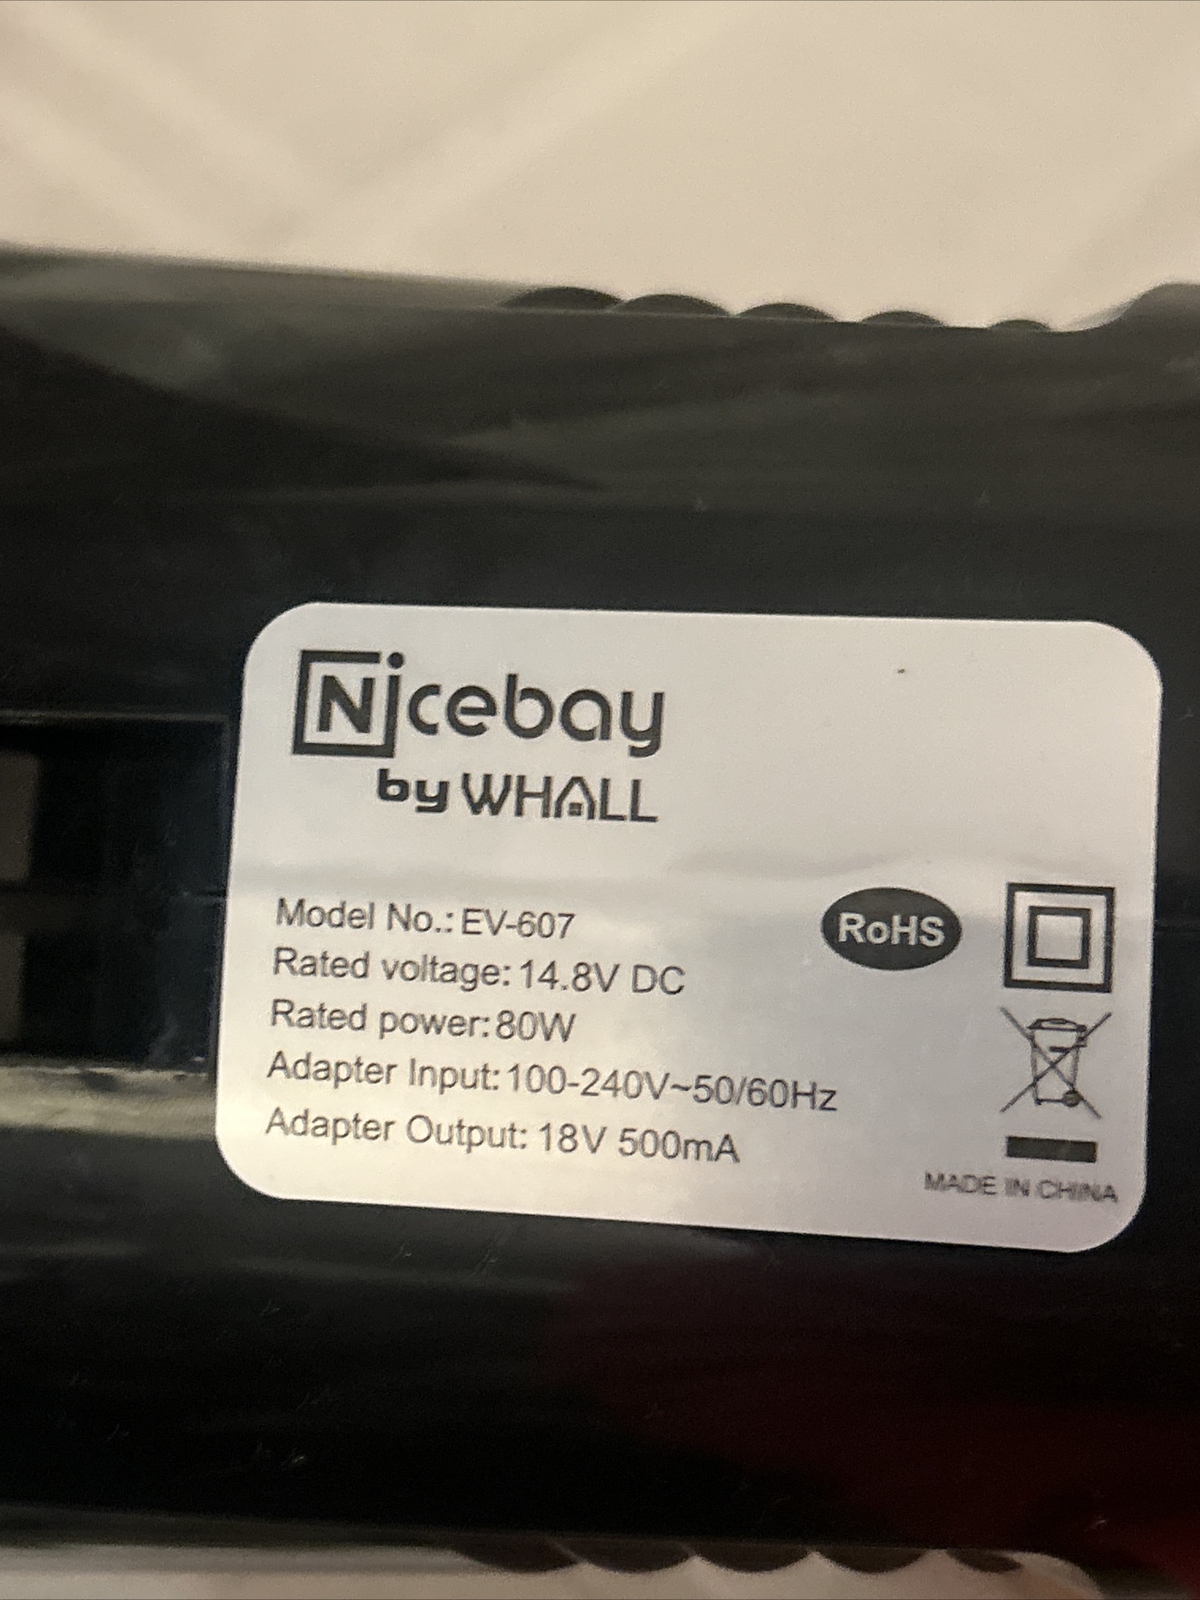 Nicebay
by WHALL
Model No.: EV-607
Rated voltage: 14.8V DC
Rated power: 80W
Adapter Input: 100-240V~50/60Hz
Adapter Output: 18V 500mA
RoHS
MADE IN CHINA